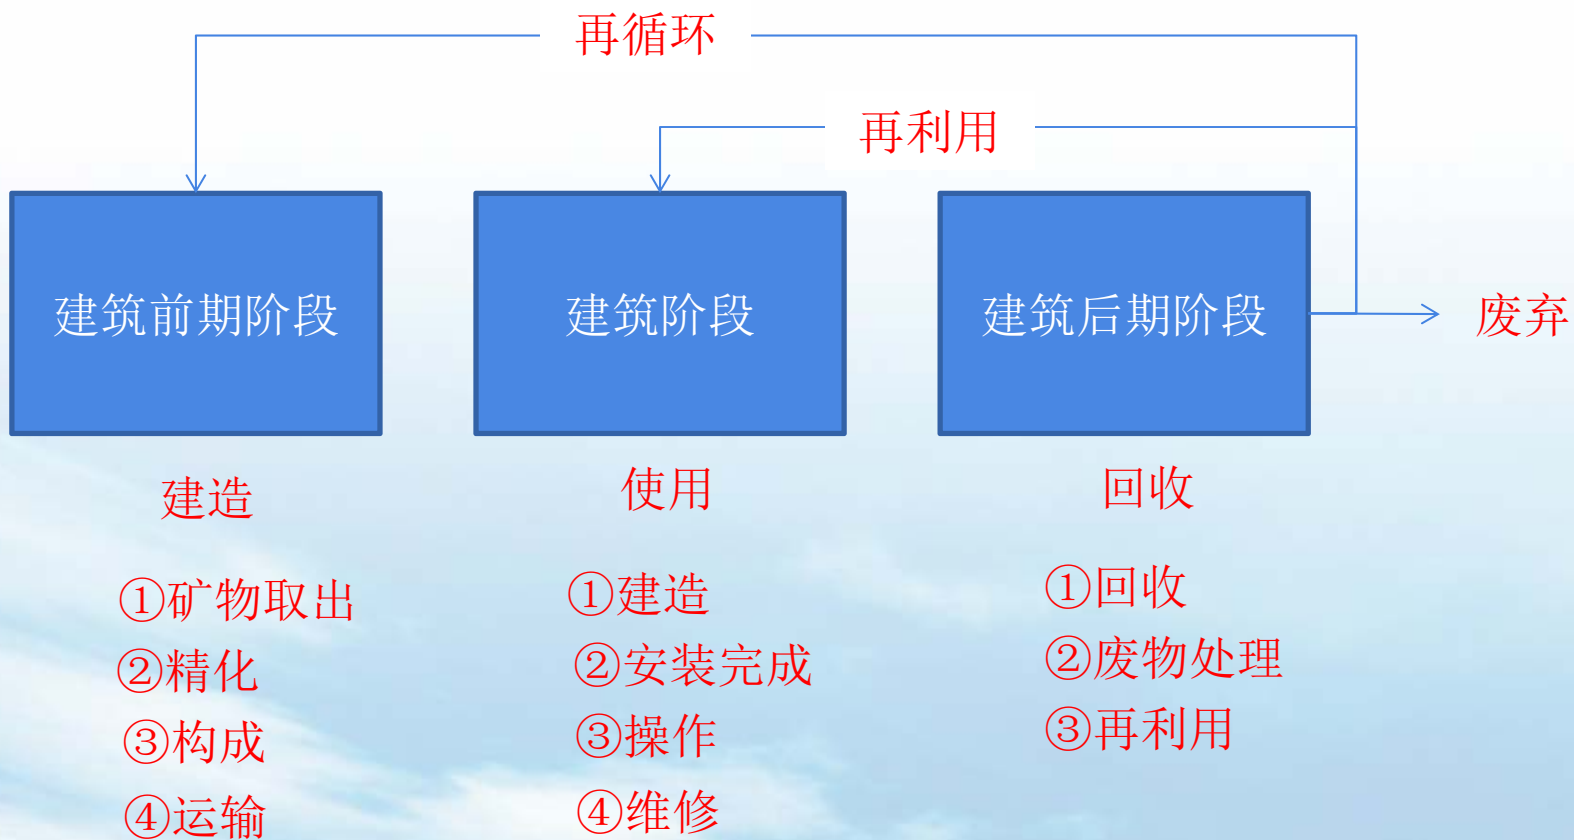 再循环
再利用
建筑前期阶段
建筑阶段
建筑后期阶段
废弃
建造
①矿物取出
②精化
③构成
④运输
使用
①建造
②安装完成
③操作
④维修
回收
①回收
②废物处理
③再利用